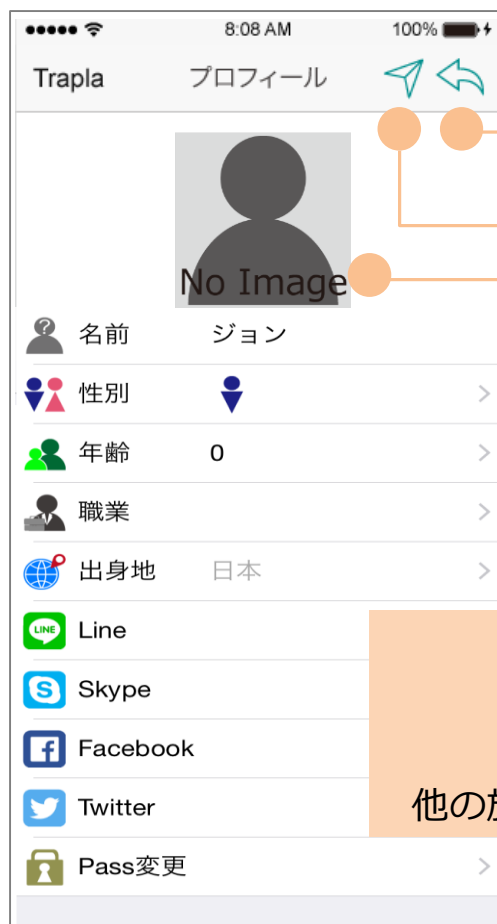 8:08 AM 100%
Trapla プロフィール
No Image
名前 ジョン
性別
年齢 0
職業
出身地 日本
LINE Line
Skype
Facebook
Twitter
他の
Pass変更